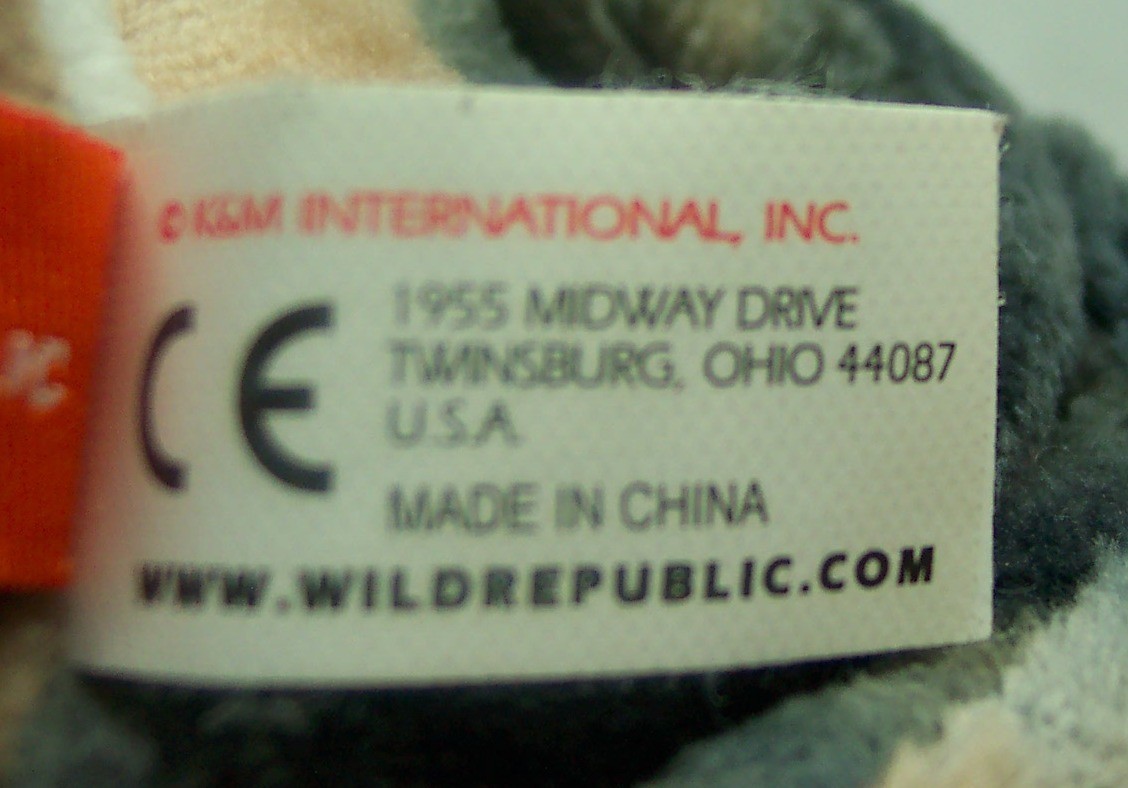 © K&M INTERNATIONAL, INC.
CE
1955 MIDWAY DRIVE
TWINSBURG, OHIO 44087
U.S.A.
MADE IN CHINA
WWW.WILDREPUBLIC.COM